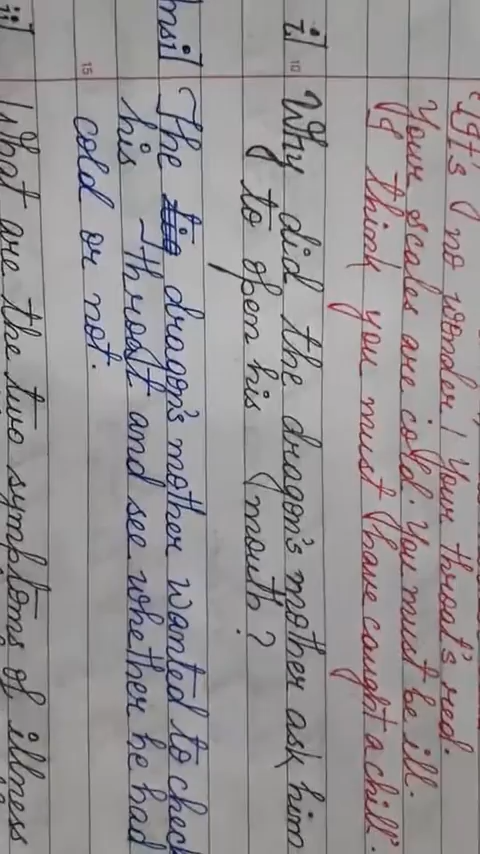 "It's no wonder! Your throat's red.
Your scales are cold. You must be ill.
I think you must have caught a chill".
i] Why did the dragon's mother ask him
to open his mouth?
Ans] The dragon's mother wanted to check
his throat and see whether he had
cold or not.
ii] What are the two symptoms of illness